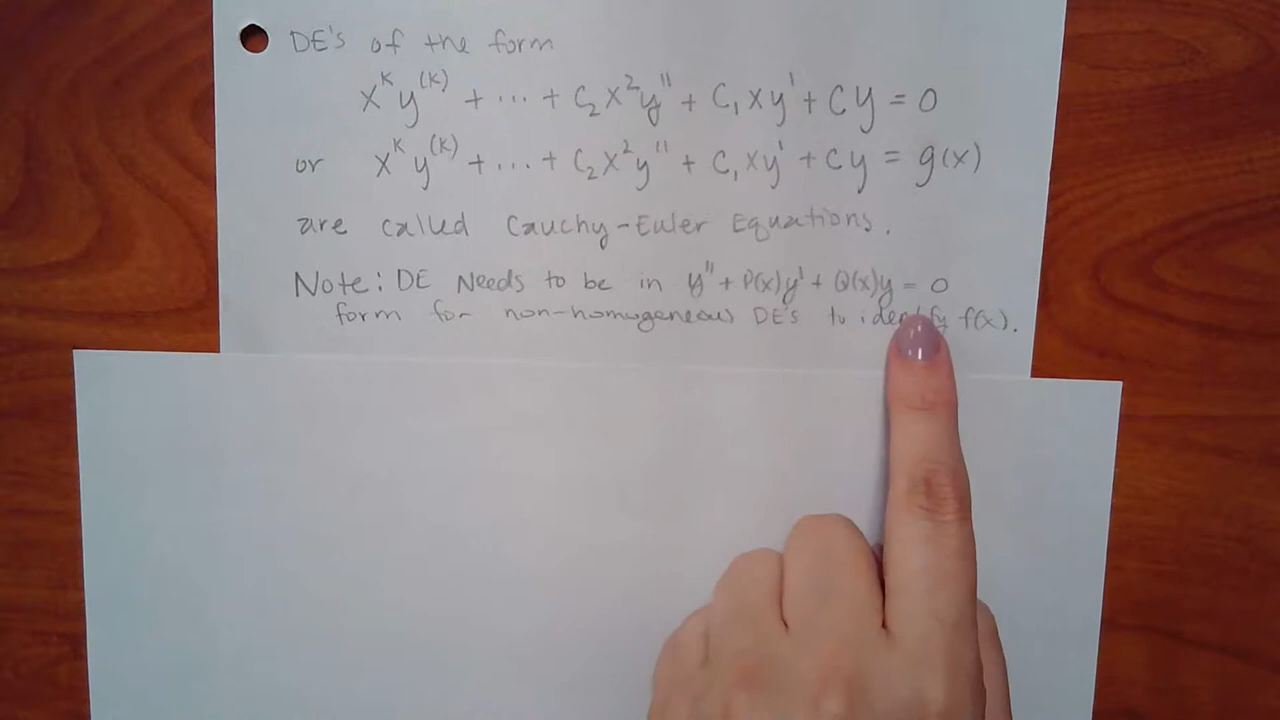 DE's of the form
x^k y^(k) + ... + c₂x²y'' + c₁xy' + cy = 0
or x^k y^(k) + ... + c₂x²y'' + c₁xy' + cy = g(x)
are called Cauchy-Euler Equations.
Note: DE Needs to be in y'' + P(x)y' + Q(x)y = 0
form for non-homogeneous DE's to identify f(x).